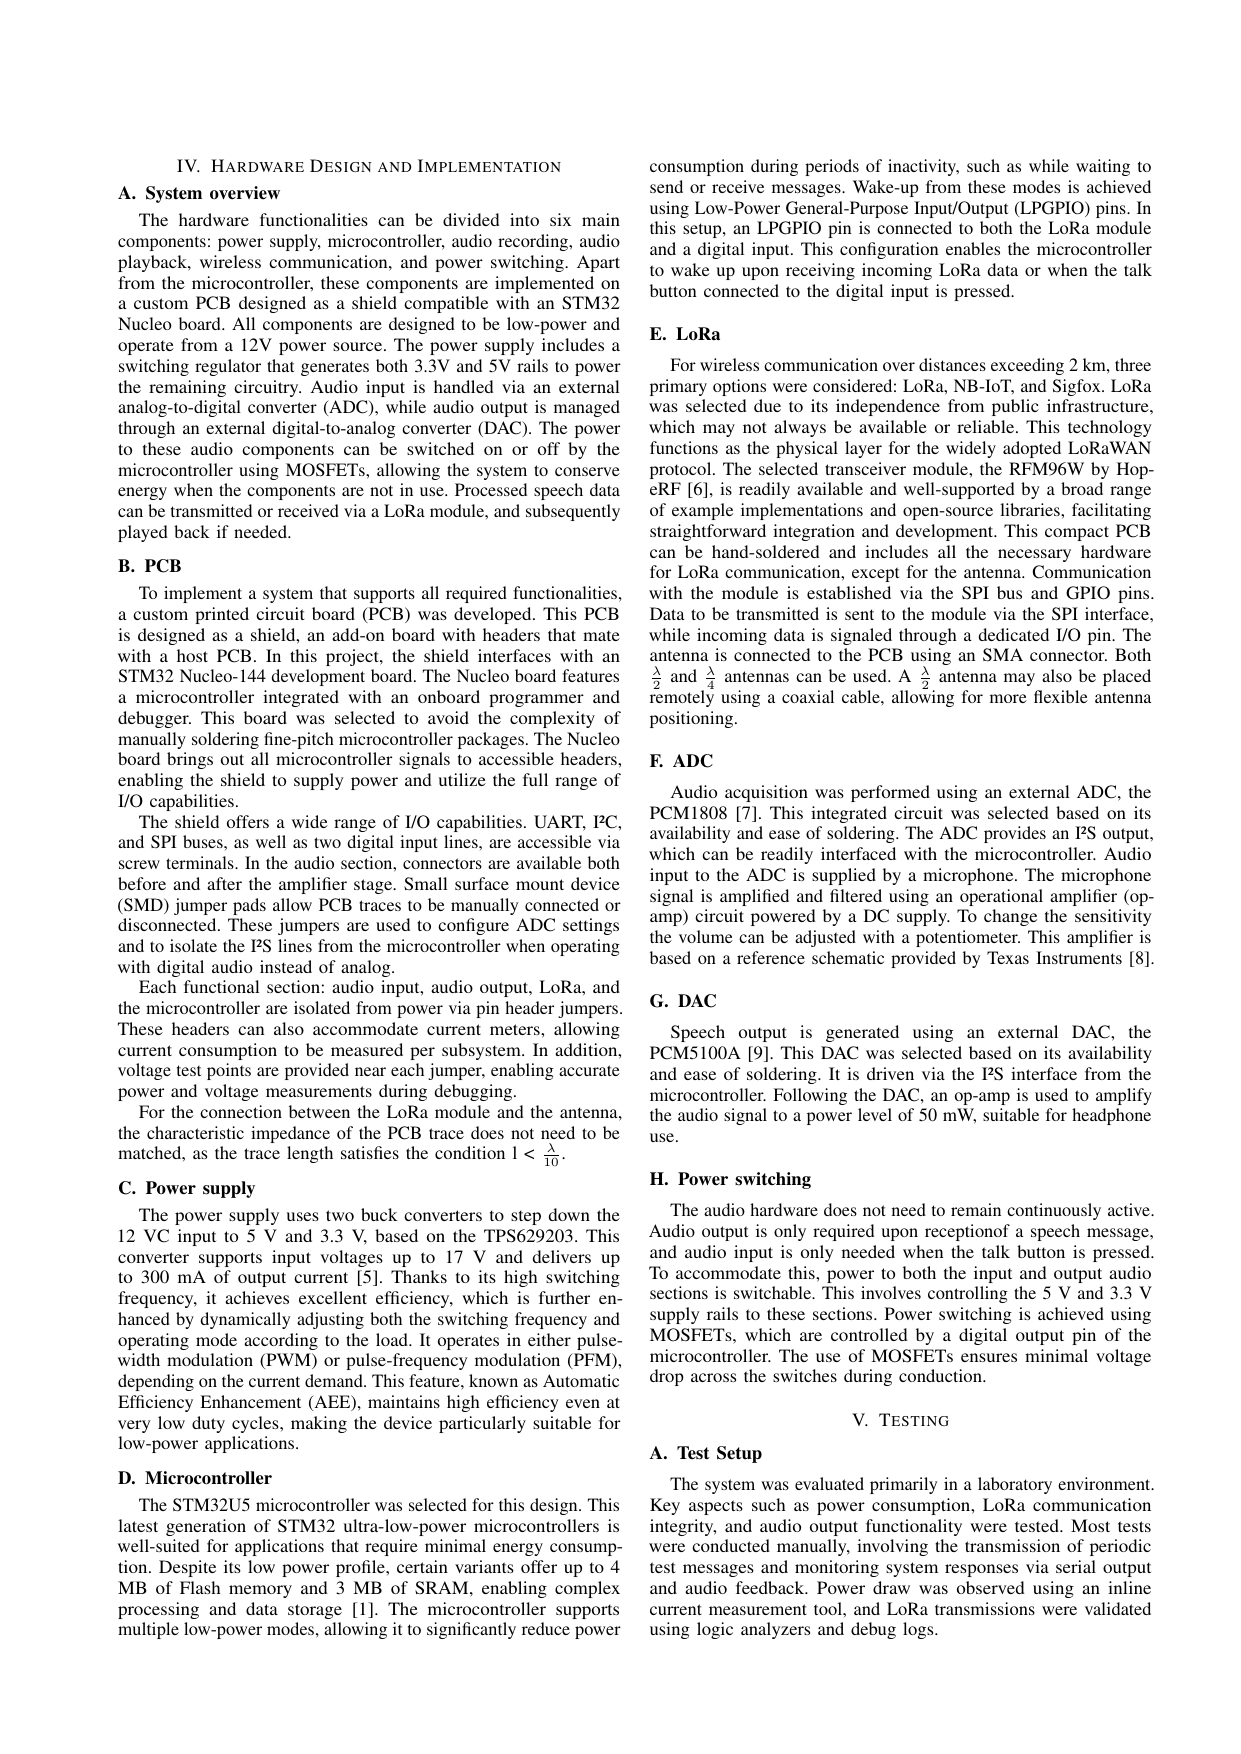 IV. HARDWARE DESIGN AND IMPLEMENTATION
A. System overview
The hardware functionalities can be divided into six main
components: power supply, microcontroller, audio recording, audio
playback, wireless communication, and power switching. Apart
from the microcontroller, these components are implemented on
a custom PCB designed as a shield compatible with an STM32
Nucleo board. All components are designed to be low-power and
operate from a 12V power source. The power supply includes a
switching regulator that generates both 3.3V and 5V rails to power
the remaining circuitry. Audio input is handled via an external
analog-to-digital converter (ADC), while audio output is managed
through an external digital-to-analog converter (DAC). The power
to these audio components can be switched on or off by the
microcontroller using MOSFETs, allowing the system to conserve
energy when the components are not in use. Processed speech data
can be transmitted or received via a LoRa module, and subsequently
played back if needed.
B. PCB
To implement a system that supports all required functionalities,
a custom printed circuit board (PCB) was developed. This PCB
is designed as a shield, an add-on board with headers that mate
with a host PCB. In this project, the shield interfaces with an
STM32 Nucleo-144 development board. The Nucleo board features
a microcontroller integrated with an onboard programmer and
debugger. This board was selected to avoid the complexity of
manually soldering fine-pitch microcontroller packages. The Nucleo
board brings out all microcontroller signals to accessible headers,
enabling the shield to supply power and utilize the full range of
I/O capabilities.
The shield offers a wide range of I/O capabilities. UART, I²C,
and SPI buses, as well as two digital input lines, are accessible via
screw terminals. In the audio section, connectors are available both
before and after the amplifier stage. Small surface mount device
(SMD) jumper pads allow PCB traces to be manually connected or
disconnected. These jumpers are used to configure ADC settings
and to isolate the I²S lines from the microcontroller when operating
with digital audio instead of analog.
Each functional section: audio input, audio output, LoRa, and
the microcontroller are isolated from power via pin header jumpers.
These headers can also accommodate current meters, allowing
current consumption to be measured per subsystem. In addition,
voltage test points are provided near each jumper, enabling accurate
power and voltage measurements during debugging.
For the connection between the LoRa module and the antenna,
the characteristic impedance of the PCB trace does not need to be
matched, as the trace length satisfies the condition l < λ/10.
C. Power supply
The power supply uses two buck converters to step down the
12 VC input to 5 V and 3.3 V, based on the TPS629203. This
converter supports input voltages up to 17 V and delivers up
to 300 mA of output current [5]. Thanks to its high switching
frequency, it achieves excellent efficiency, which is further en-
hanced by dynamically adjusting both the switching frequency and
operating mode according to the load. It operates in either pulse-
width modulation (PWM) or pulse-frequency modulation (PFM),
depending on the current demand. This feature, known as Automatic
Efficiency Enhancement (AEE), maintains high efficiency even at
very low duty cycles, making the device particularly suitable for
low-power applications.
D. Microcontroller
The STM32U5 microcontroller was selected for this design. This
latest generation of STM32 ultra-low-power microcontrollers is
well-suited for applications that require minimal energy consump-
tion. Despite its low power profile, certain variants offer up to 4
MB of Flash memory and 3 MB of SRAM, enabling complex
processing and data storage [1]. The microcontroller supports
multiple low-power modes, allowing it to significantly reduce power
consumption during periods of inactivity, such as while waiting to
send or receive messages. Wake-up from these modes is achieved
using Low-Power General-Purpose Input/Output (LPGPIO) pins. In
this setup, an LPGPIO pin is connected to both the LoRa module
and a digital input. This configuration enables the microcontroller
to wake up upon receiving incoming LoRa data or when the talk
button connected to the digital input is pressed.
E. LoRa
For wireless communication over distances exceeding 2 km, three
primary options were considered: LoRa, NB-IoT, and Sigfox. LoRa
was selected due to its independence from public infrastructure,
which may not always be available or reliable. This technology
functions as the physical layer for the widely adopted LoRaWAN
protocol. The selected transceiver module, the RFM96W by Hop-
eRF [6], is readily available and well-supported by a broad range
of example implementations and open-source libraries, facilitating
straightforward integration and development. This compact PCB
can be hand-soldered and includes all the necessary hardware
for LoRa communication, except for the antenna. Communication
with the module is established via the SPI bus and GPIO pins.
Data to be transmitted is sent to the module via the SPI interface,
while incoming data is signaled through a dedicated I/O pin. The
antenna is connected to the PCB using an SMA connector. Both
λ/2 and λ/4 antennas can be used. A λ/2 antenna may also be placed
remotely using a coaxial cable, allowing for more flexible antenna
positioning.
F. ADC
Audio acquisition was performed using an external ADC, the
PCM1808 [7]. This integrated circuit was selected based on its
availability and ease of soldering. The ADC provides an I²S output,
which can be readily interfaced with the microcontroller. Audio
input to the ADC is supplied by a microphone. The microphone
signal is amplified and filtered using an operational amplifier (op-
amp) circuit powered by a DC supply. To change the sensitivity
the volume can be adjusted with a potentiometer. This amplifier is
based on a reference schematic provided by Texas Instruments [8].
G. DAC
Speech output is generated using an external DAC, the
PCM5100A [9]. This DAC was selected based on its availability
and ease of soldering. It is driven via the I²S interface from the
microcontroller. Following the DAC, an op-amp is used to amplify
the audio signal to a power level of 50 mW, suitable for headphone
use.
H. Power switching
The audio hardware does not need to remain continuously active.
Audio output is only required upon receptionof a speech message,
and audio input is only needed when the talk button is pressed.
To accommodate this, power to both the input and output audio
sections is switchable. This involves controlling the 5 V and 3.3 V
supply rails to these sections. Power switching is achieved using
MOSFETs, which are controlled by a digital output pin of the
microcontroller. The use of MOSFETs ensures minimal voltage
drop across the switches during conduction.
V. TESTING
A. Test Setup
The system was evaluated primarily in a laboratory environment.
Key aspects such as power consumption, LoRa communication
integrity, and audio output functionality were tested. Most tests
were conducted manually, involving the transmission of periodic
test messages and monitoring system responses via serial output
and audio feedback. Power draw was observed using an inline
current measurement tool, and LoRa transmissions were validated
using logic analyzers and debug logs.